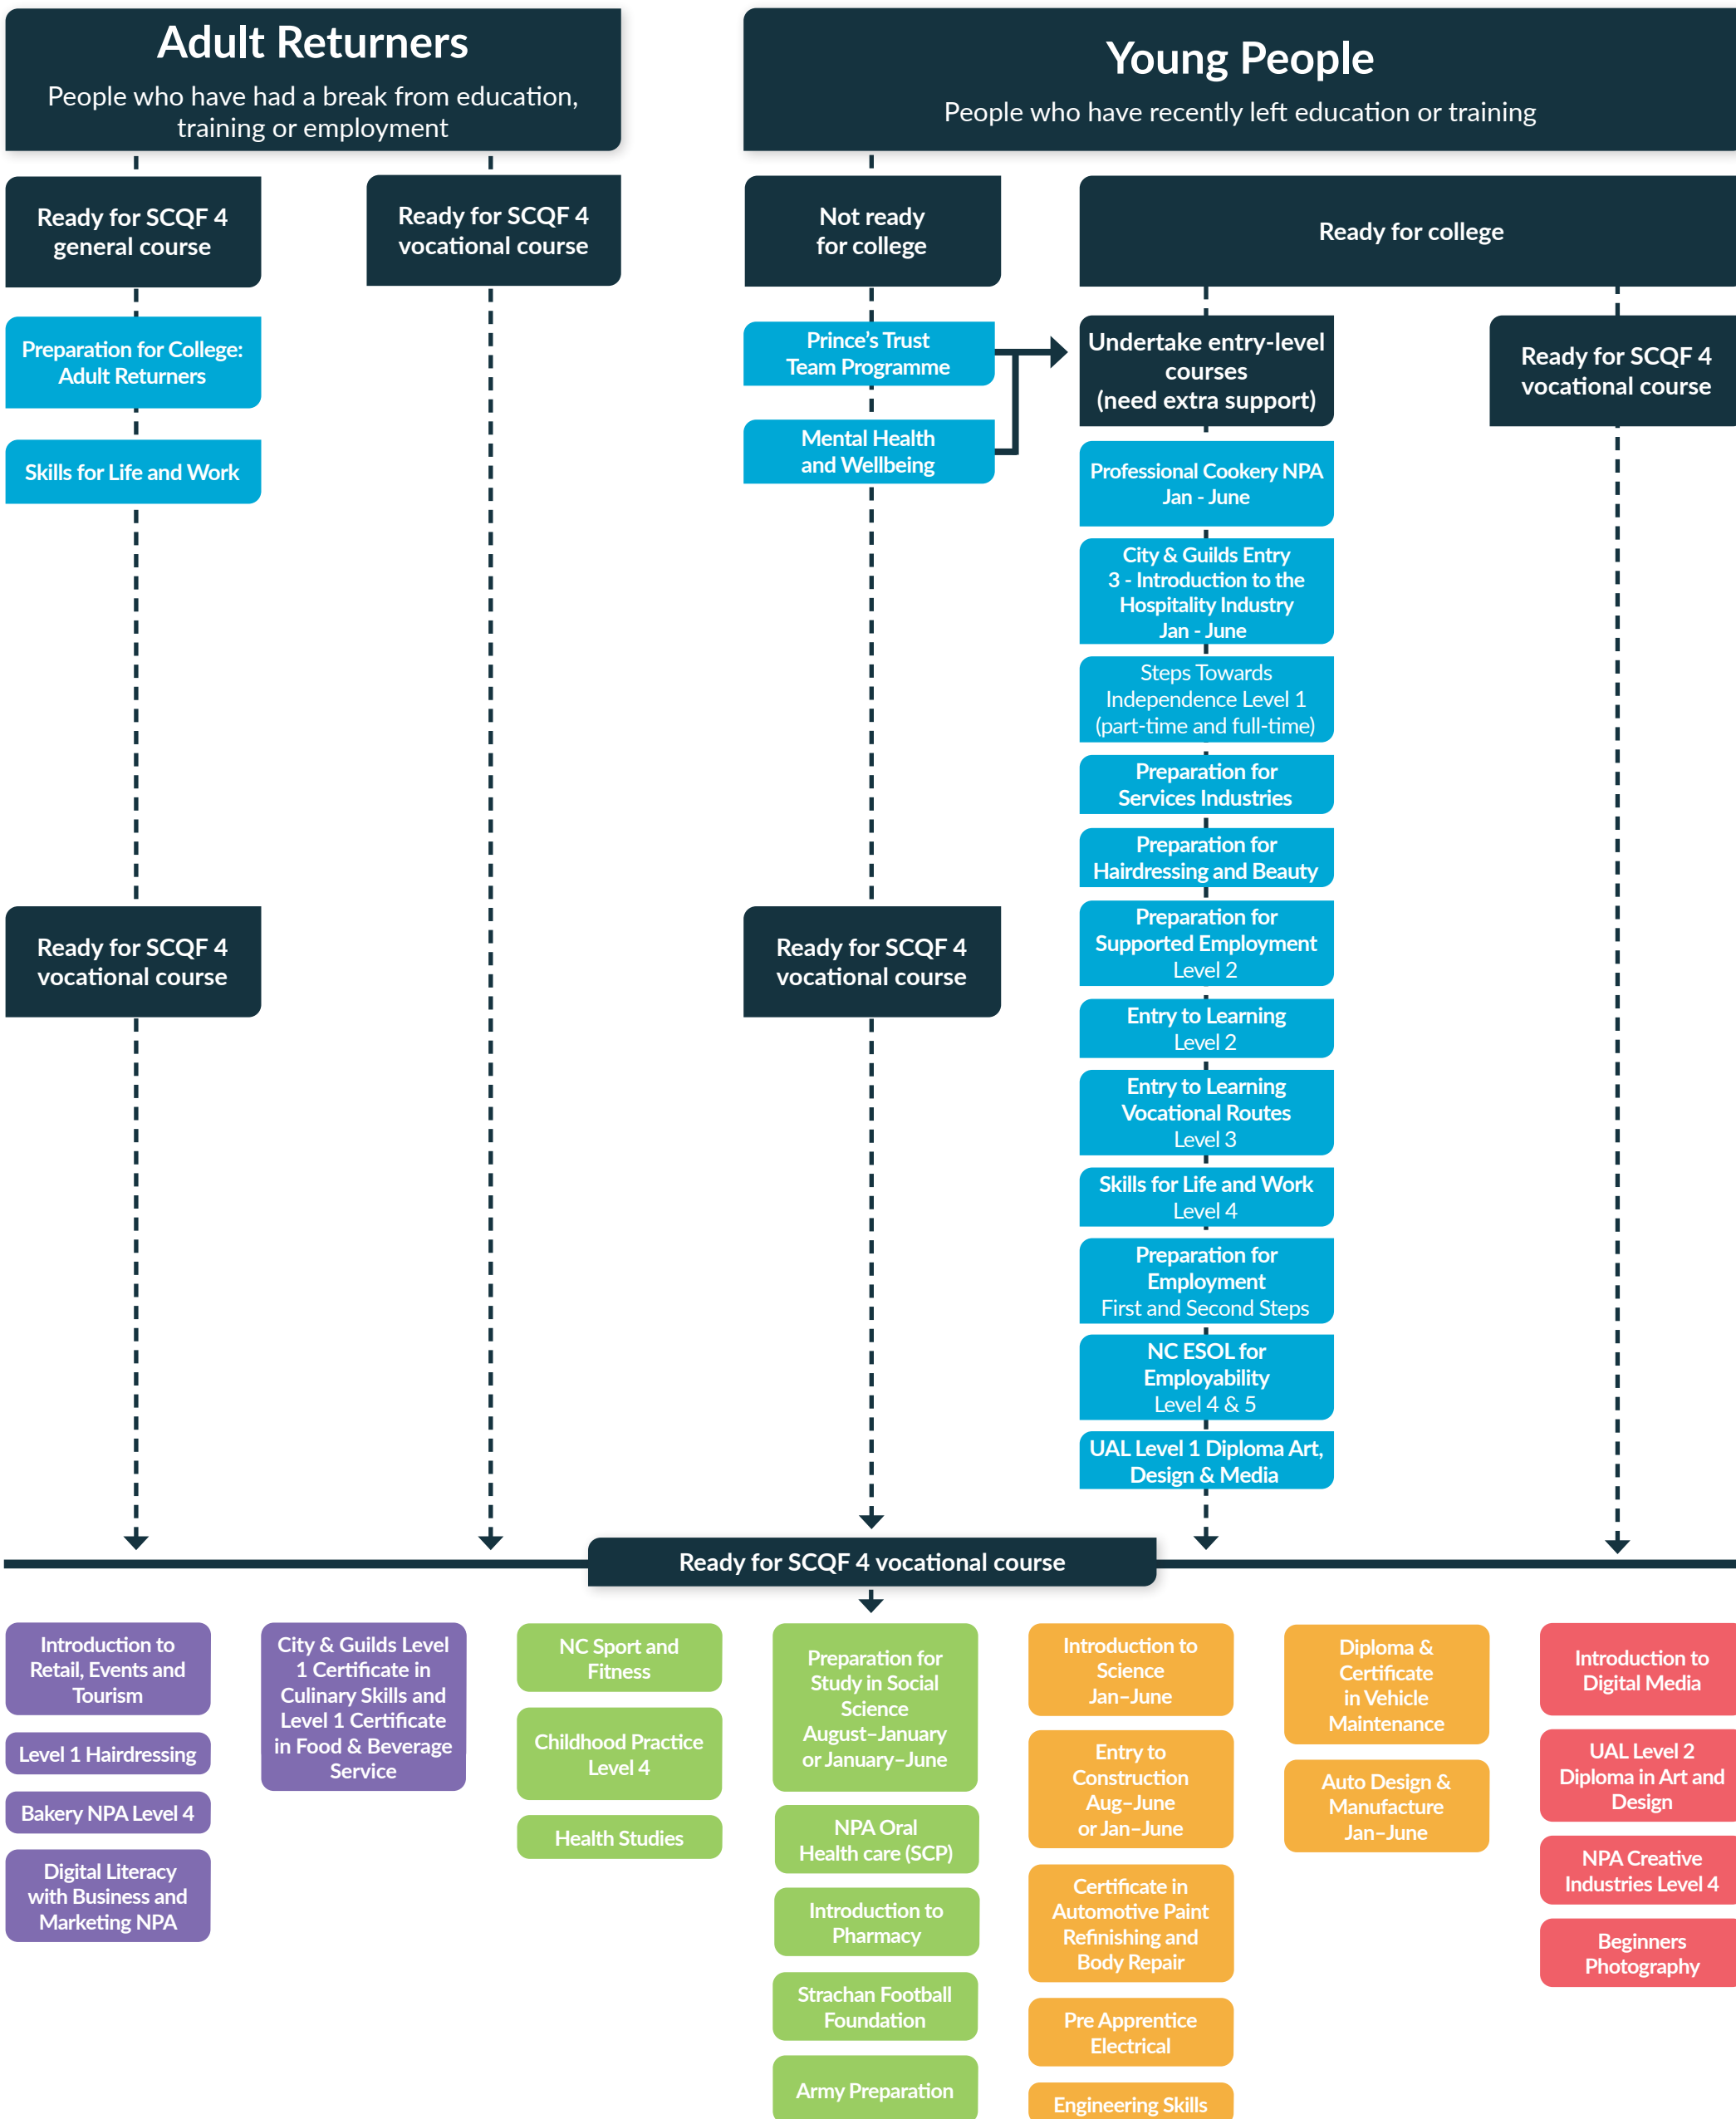 Adult Returners
People who have had a break from education,
training or employment
Young People
People who have recently left education or training
Ready for SCQF 4
general course
Ready for SCQF 4
vocational course
Not ready
for college
Ready for college
Preparation for College:
Adult Returners
Skills for Life and Work
Prince’s Trust
Team Programme
Mental Health
and Wellbeing
Undertake entry-level
courses
(need extra support)
Ready for SCQF 4
vocational course
Professional Cookery NPA
Jan - June
City & Guilds Entry
3 - Introduction to the
Hospitality Industry
Jan - June
Steps Towards
Independence Level 1
(part-time and full-time)
Preparation for
Services Industries
Preparation for
Hairdressing and Beauty
Preparation for
Supported Employment
Level 2
Entry to Learning
Level 2
Entry to Learning
Vocational Routes
Level 3
Skills for Life and Work
Level 4
Preparation for
Employment
First and Second Steps
NC ESOL for
Employability
Level 4 & 5
UAL Level 1 Diploma Art,
Design & Media
Ready for SCQF 4
vocational course
Ready for SCQF 4
vocational course
Ready for SCQF 4 vocational course
Introduction to
Retail, Events and
Tourism
Level 1 Hairdressing
Bakery NPA Level 4
Digital Literacy
with Business and
Marketing NPA
City & Guilds Level
1 Certificate in
Culinary Skills and
Level 1 Certificate
in Food & Beverage
Service
NC Sport and
Fitness
Childhood Practice
Level 4
Health Studies
Preparation for
Study in Social
Science
August–January
or January–June
NPA Oral
Health care (SCP)
Introduction to
Pharmacy
Strachan Football
Foundation
Army Preparation
Introduction to
Science
Jan–June
Entry to
Construction
Aug–June
or Jan–June
Certificate in
Automotive Paint
Refinishing and
Body Repair
Pre Apprentice
Electrical
Engineering Skills
Diploma &
Certificate
in Vehicle
Maintenance
Auto Design &
Manufacture
Jan–June
Introduction to
Digital Media
UAL Level 2
Diploma in Art and
Design
NPA Creative
Industries Level 4
Beginners
Photography